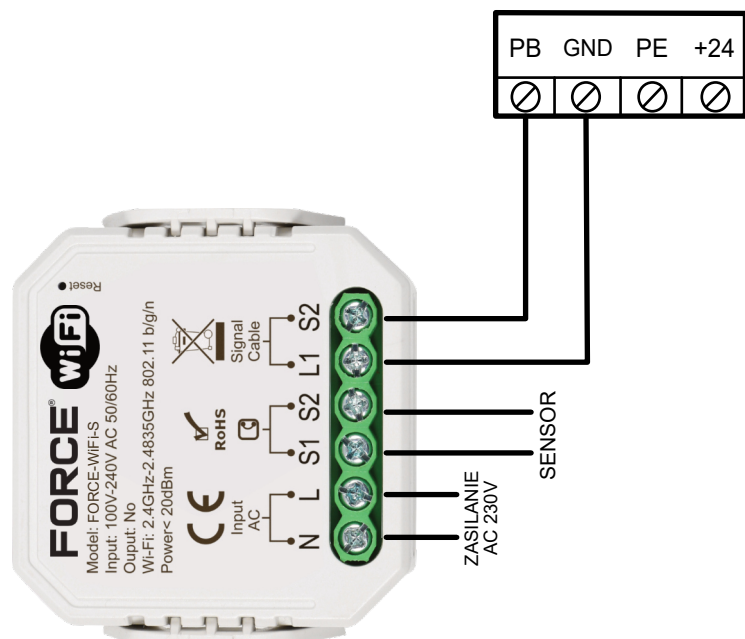 PB GND PE +24
Reset
WiFi
FORCE®
Model: FORCE-WiFi-S
Input: 100V-240V AC 50/60Hz
Ouput: No
Wi-Fi: 2.4GHz-2.4835GHz 802.11 b/g/n
Power< 20dBm
CE
RoHS
Signal
Cable
Input
AC
S2
L1
S2
S1
L
N
SENSOR
ZASILANIE
AC 230V